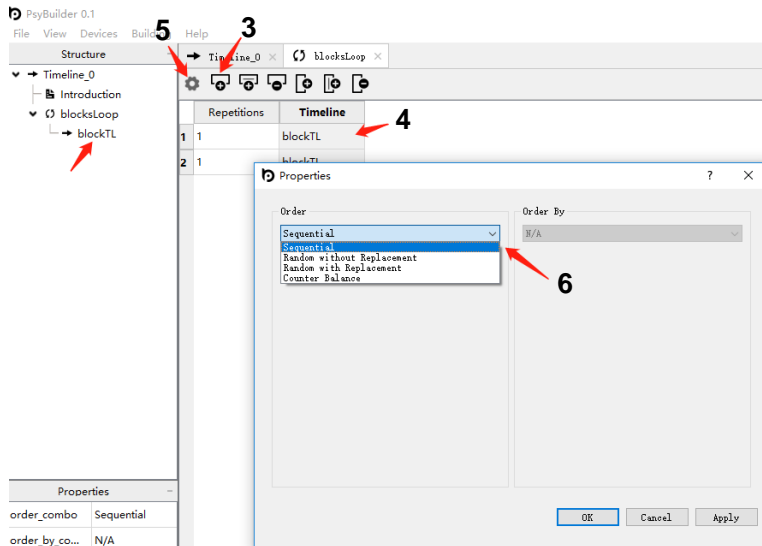 PsyBuilder 0.1
File View Devices Building Help
5
3
Structure
Timeline_0
Introduction
blocksLoop
blockTL
Timeline_0 ×
blocksLoop ×
Repetitions Timeline
1 1 blockTL
2 1 blockTL
4
Properties ? ×
Order
Sequential
Sequential
Random without Replacement
Random with Replacement
Counter Balance
Order By
N/A
6
OK Cancel Apply
Properties
order_combo Sequential
order_by_co... N/A